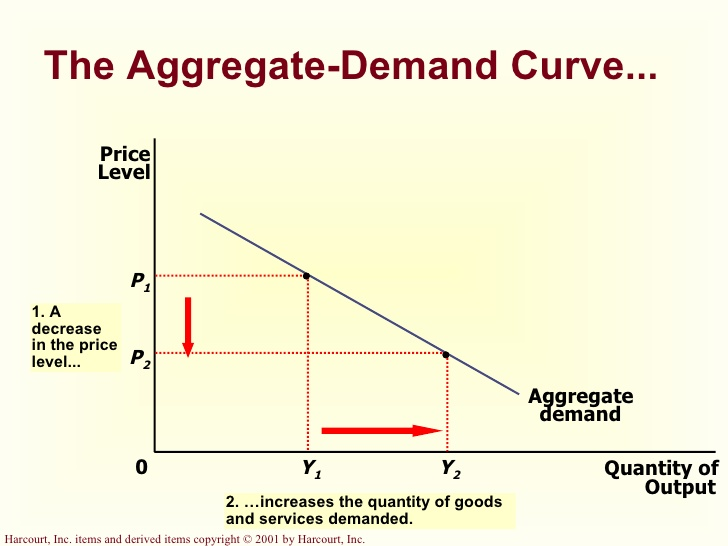 The Aggregate-Demand Curve...
Price
Level
P1
1. A
decrease
in the price
level...
P2
Aggregate
demand
0
Y1
Y2
Quantity of
Output
2. …increases the quantity of goods
and services demanded.
Harcourt, Inc. items and derived items copyright © 2001 by Harcourt, Inc.